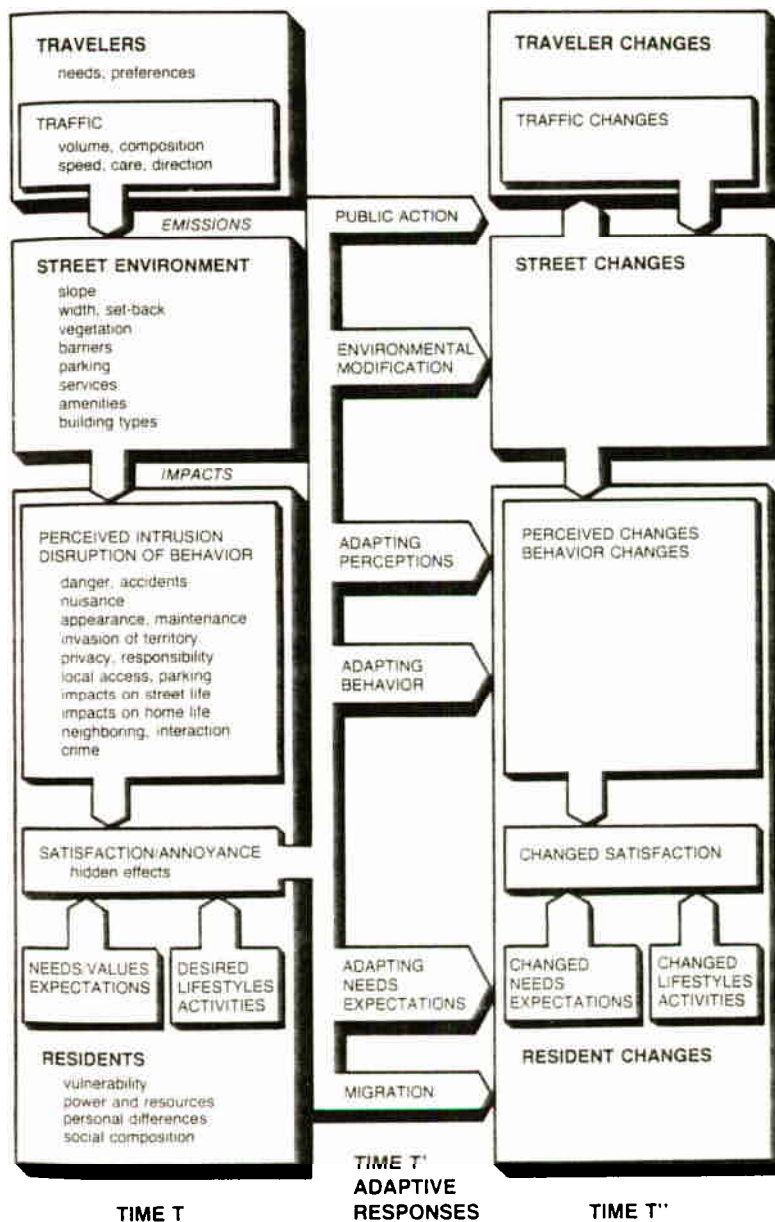 TRAVELERS
needs, preferences
TRAFFIC
volume, composition
speed, care, direction
EMISSIONS
STREET ENVIRONMENT
slope
width, set-back
vegetation
barriers
parking
services
amenities
building types
IMPACTS
PERCEIVED INTRUSION
DISRUPTION OF BEHAVIOR
danger, accidents
nuisance
appearance, maintenance
invasion of territory
privacy, responsibility
local access, parking
impacts on street life
impacts on home life
neighboring, interaction
crime
SATISFACTION/ANNOYANCE
hidden effects
NEEDS VALUES
EXPECTATIONS
DESIRED
LIFESTYLES
ACTIVITIES
RESIDENTS
vulnerability
power and resources
personal differences
social composition
TIME T
PUBLIC ACTION
ENVIRONMENTAL
MODIFICATION
ADAPTING
PERCEPTIONS
ADAPTING
BEHAVIOR
ADAPTING
NEEDS
EXPECTATIONS
MIGRATION
TIME T'
ADAPTIVE
RESPONSES
TRAVELER CHANGES
TRAFFIC CHANGES
STREET CHANGES
PERCEIVED CHANGES
BEHAVIOR CHANGES
CHANGED SATISFACTION
CHANGED
NEEDS
EXPECTATIONS
CHANGED
LIFESTYLES
ACTIVITIES
RESIDENT CHANGES
TIME T''